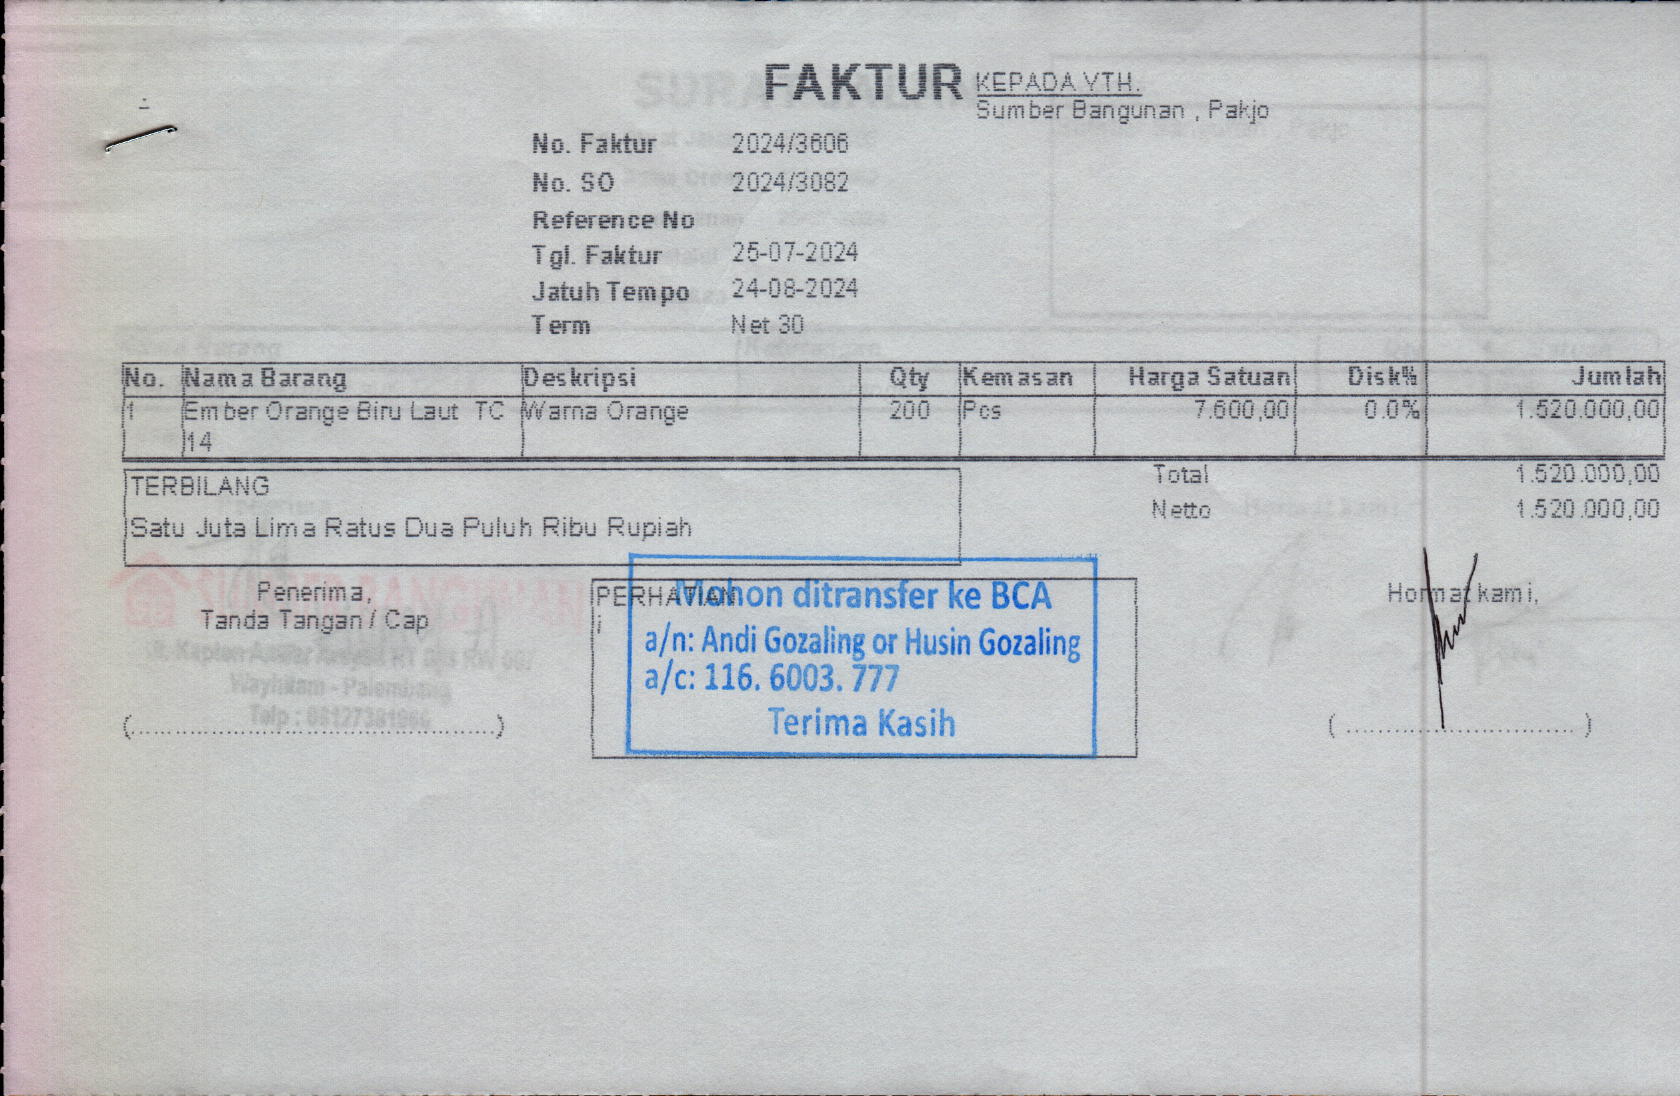 FAKTUR
KEPADA YTH.
Sumber Bangunan , Pakjo
No. Faktur 2024/3606
No. SO 2024/3082
Reference No
Tgl. Faktur 25-07-2024
Jatuh Tempo 24-08-2024
Term Net 30
No. Nama Barang Deskripsi Qty Kemasan Harga Satuan Disk% Jumlah
1 Ember Orange Biru Laut TC Warna Orange 200 Pcs 7.600,00 0.0% 1.520.000,00
14
Total 1.520.000,00
Netto 1.520.000,00
TERBILANG
Satu Juta Lima Ratus Dua Puluh Ribu Rupiah
Penerima,
Tanda Tangan / Cap
(..................................................)
PERHATIAN
Mohon ditransfer ke BCA
a/n: Andi Gozaling or Husin Gozaling
a/c: 116. 6003. 777
Terima Kasih
Hormat kami,
( ............................... )